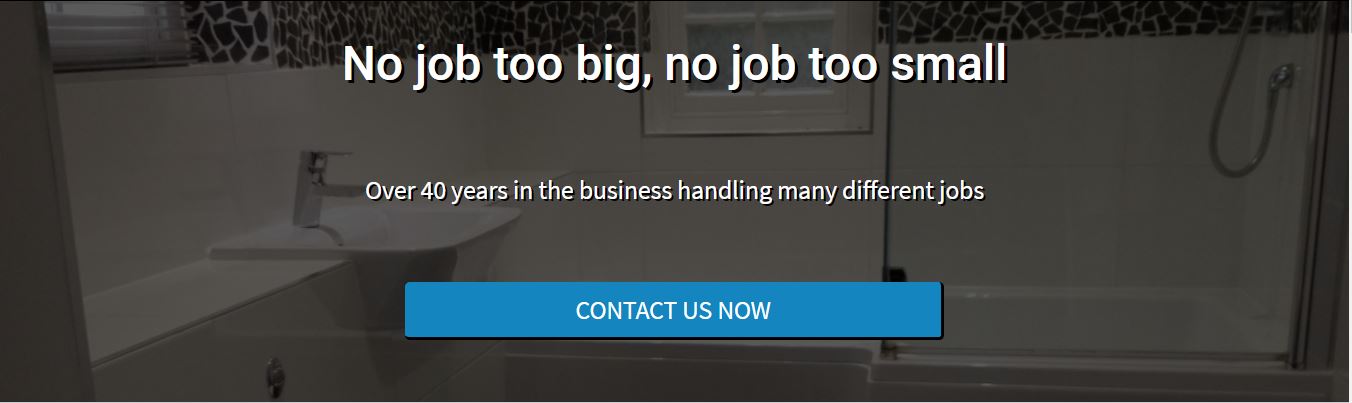 No job too big, no job too small
Over 40 years in the business handling many different jobs
CONTACT US NOW